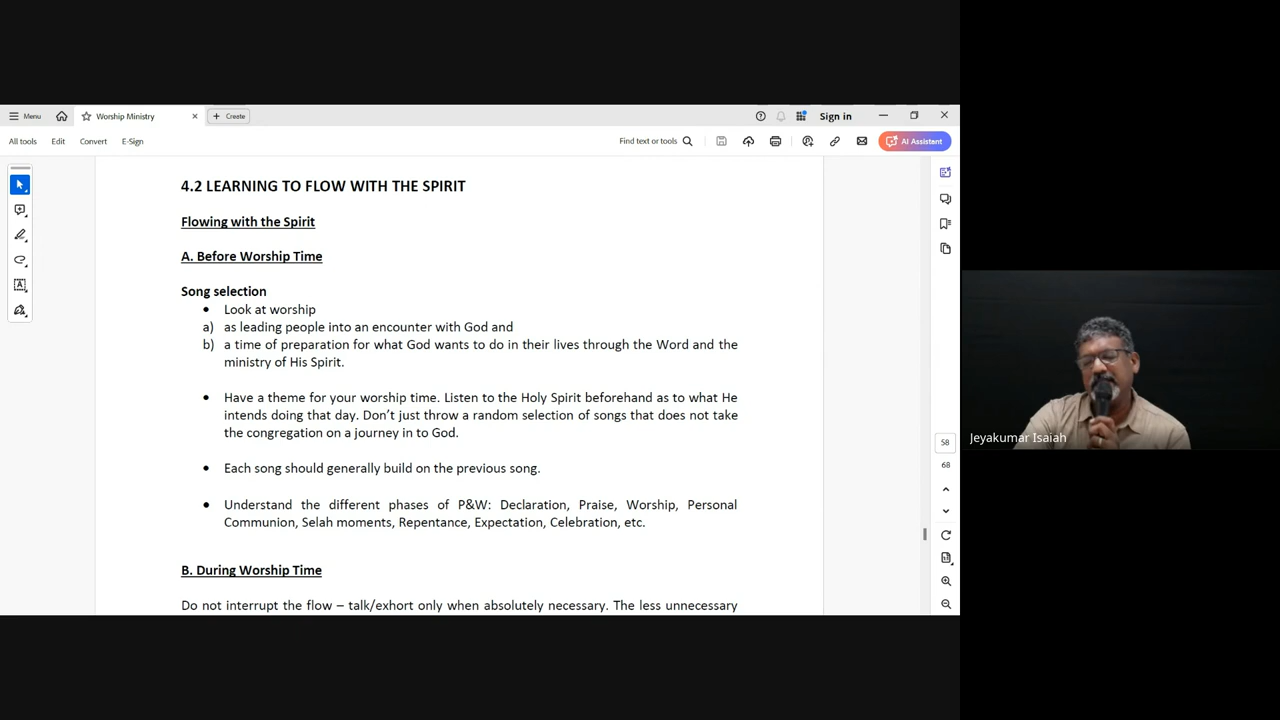 Menu
Worship Ministry
Create
Sign in
All tools
Edit
Convert
E-Sign
Find text or tools
AI Assistant
4.2 LEARNING TO FLOW WITH THE SPIRIT
Flowing with the Spirit
A. Before Worship Time
Song selection
• Look at worship
a) as leading people into an encounter with God and
b) a time of preparation for what God wants to do in their lives through the Word and the
ministry of His Spirit.
• Have a theme for your worship time. Listen to the Holy Spirit beforehand as to what He
intends doing that day. Don’t just throw a random selection of songs that does not take
the congregation on a journey in to God.
• Each song should generally build on the previous song.
• Understand the different phases of P&W: Declaration, Praise, Worship, Personal
Communion, Selah moments, Repentance, Expectation, Celebration, etc.
B. During Worship Time
Do not interrupt the flow – talk/exhort only when absolutely necessary. The less unnecessary
58
68
Jeyakumar Isaiah